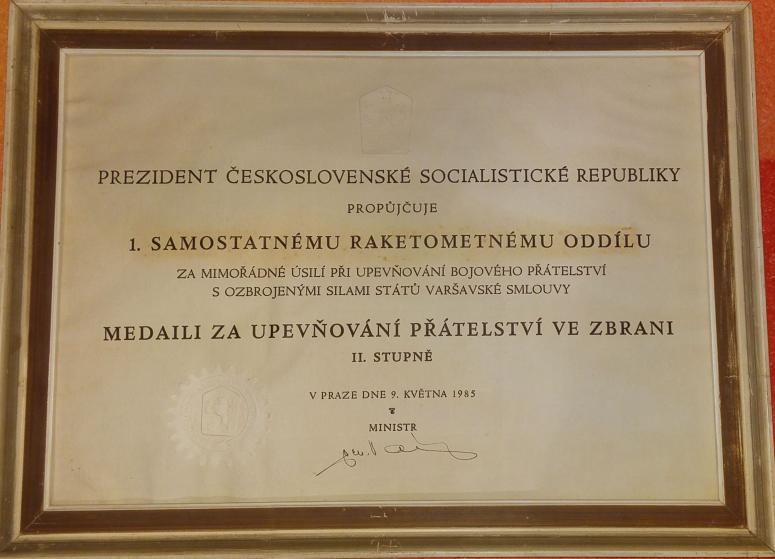 PREZIDENT ČESKOSLOVENSKÉ SOCIALISTICKÉ REPUBLIKY
PROPŮJČUJE
1. SAMOSTATNÉMU RAKETOMETNÉMU ODDÍLU
ZA MIMOŘÁDNÉ ÚSILÍ PŘI UPEVŇOVÁNÍ BOJOVÉHO PŘÁTELSTVÍ
S OZBROJENÝMI SILAMI STÁTŮ VARŠAVSKÉ SMLOUVY
MEDAILI ZA UPEVŇOVÁNÍ PŘÁTELSTVÍ VE ZBRANI
II. STUPNĚ
V PRAZE DNE 9. KVĚTNA 1985
MINISTR